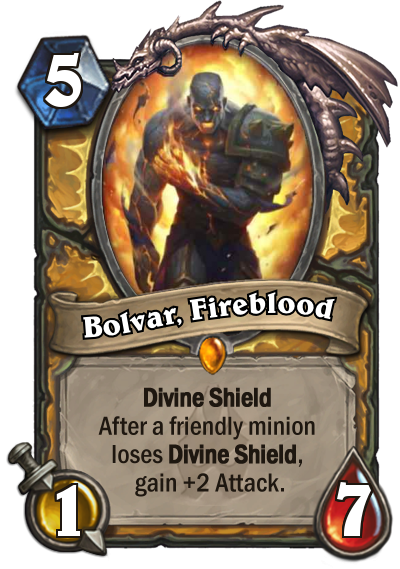 5
Bolvar, Fireblood
Divine Shield
After a friendly minion
loses Divine Shield,
gain +2 Attack.
1
7